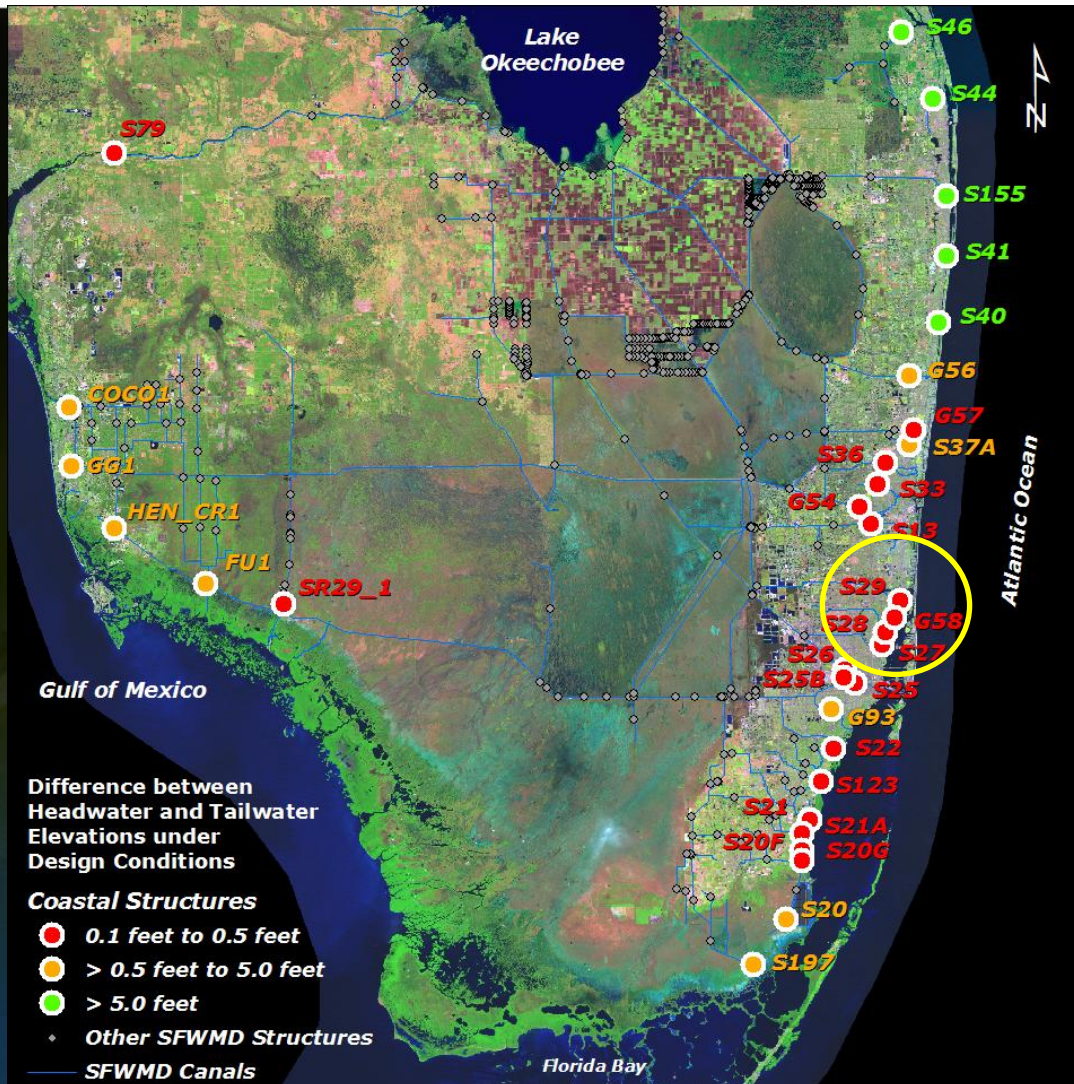 Lake
Okeechobee
S46
N
S44
S79
S155
S41
S40
G56
COCO1
G57
S37A
GG1
S36
S33
HEN_CR1
G54
S13
Atlantic Ocean
FU1
S29
SR29_1
S28
G58
S27
S26
S25B
S25
Gulf of Mexico
G93
S22
Difference between
Headwater and Tailwater
Elevations under
Design Conditions
S123
S21
S21A
S20F
S20G
Coastal Structures
S20
0.1 feet to 0.5 feet
> 0.5 feet to 5.0 feet
S197
> 5.0 feet
Other SFWMD Structures
SFWMD Canals
Florida Bay